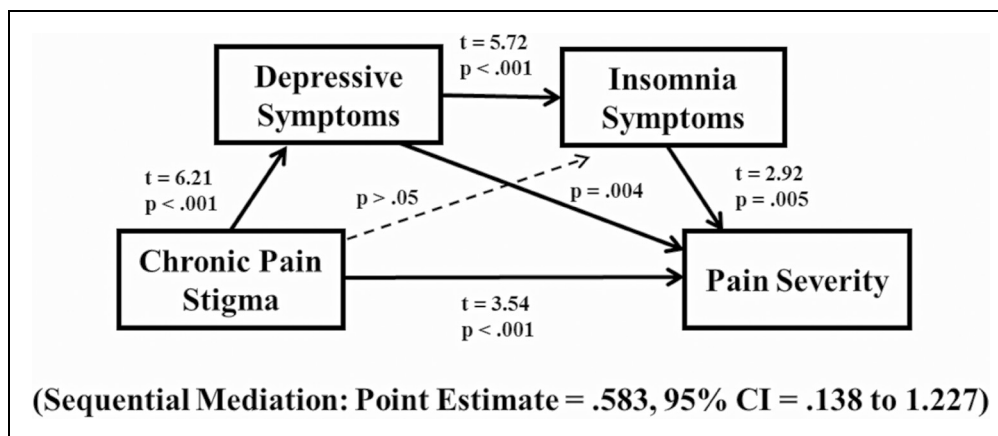 t = 5.72
p < .001
Depressive
Symptoms
Insomnia
Symptoms
t = 6.21
p < .001
p > .05
p = .004
t = 2.92
p = .005
Chronic Pain
Stigma
Pain Severity
t = 3.54
p < .001
(Sequential Mediation: Point Estimate = .583, 95% CI = .138 to 1.227)